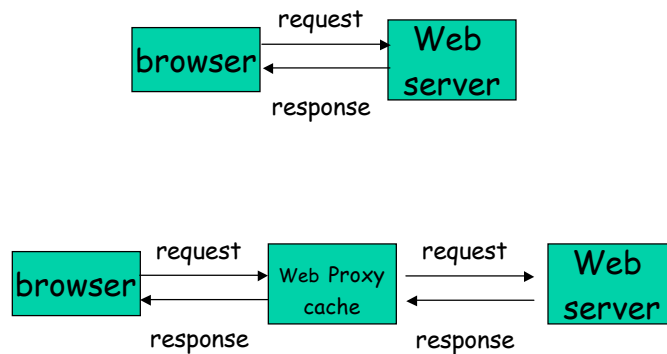 request
browser
Web
server
response
request
request
browser
Web Proxy
cache
Web
server
response
response